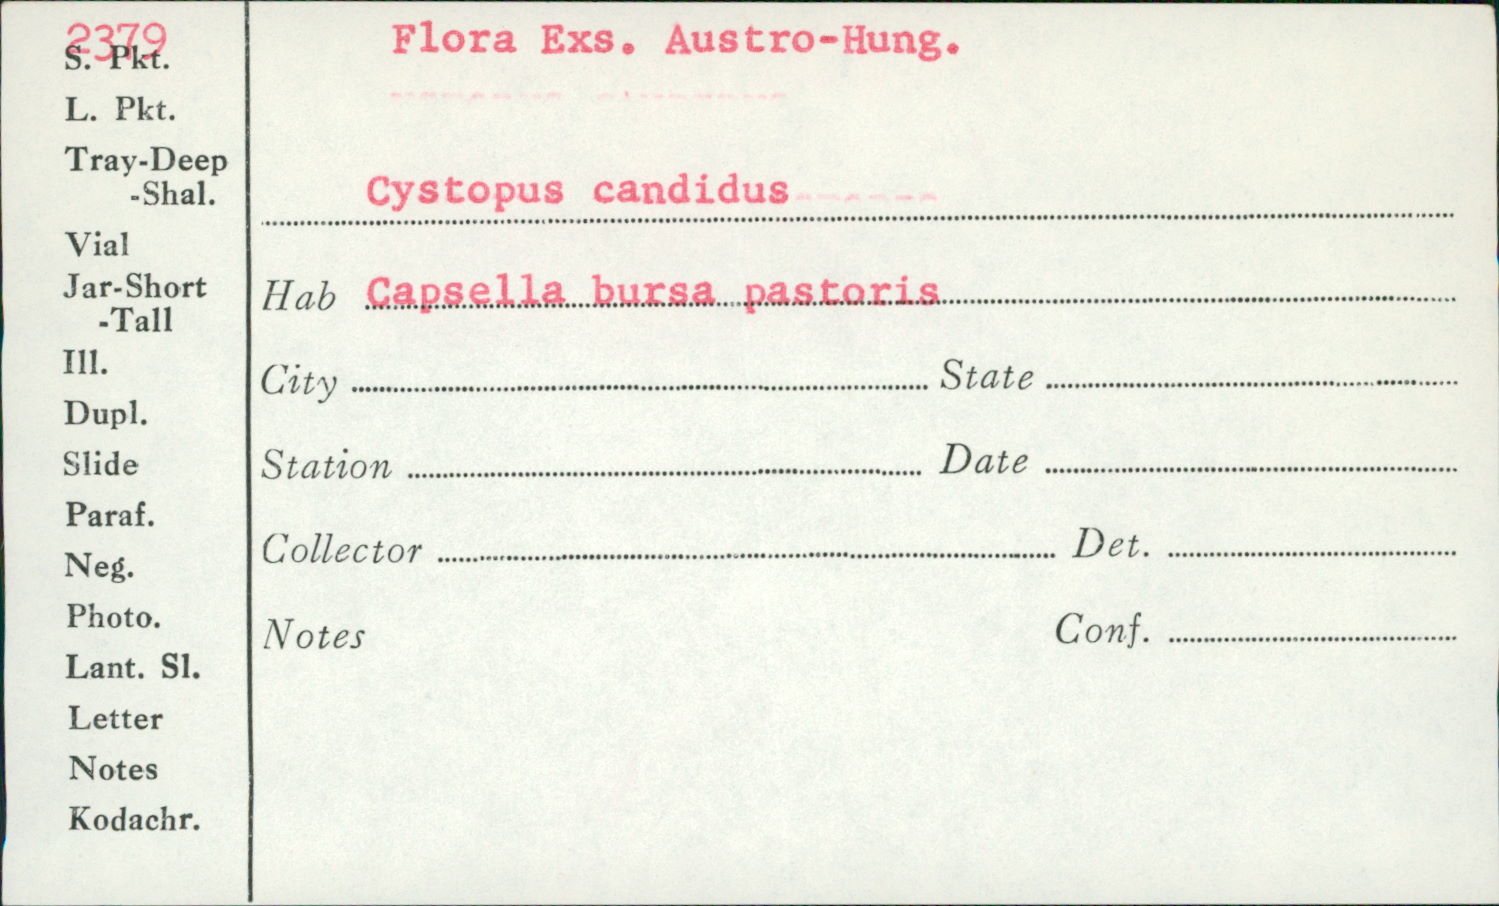 2379
S. Pkt.
L. Pkt.
Tray-Deep
-Shal.
Vial
Jar-Short
-Tall
Ill.
Dupl.
Slide
Paraf.
Neg.
Photo.
Lant. Sl.
Letter
Notes
Kodachr.
Flora Exs. Austro-Hung.
Cystopus candidus
Hab Capsella bursa pastoris
City State
Station Date
Collector Det.
Notes Conf.